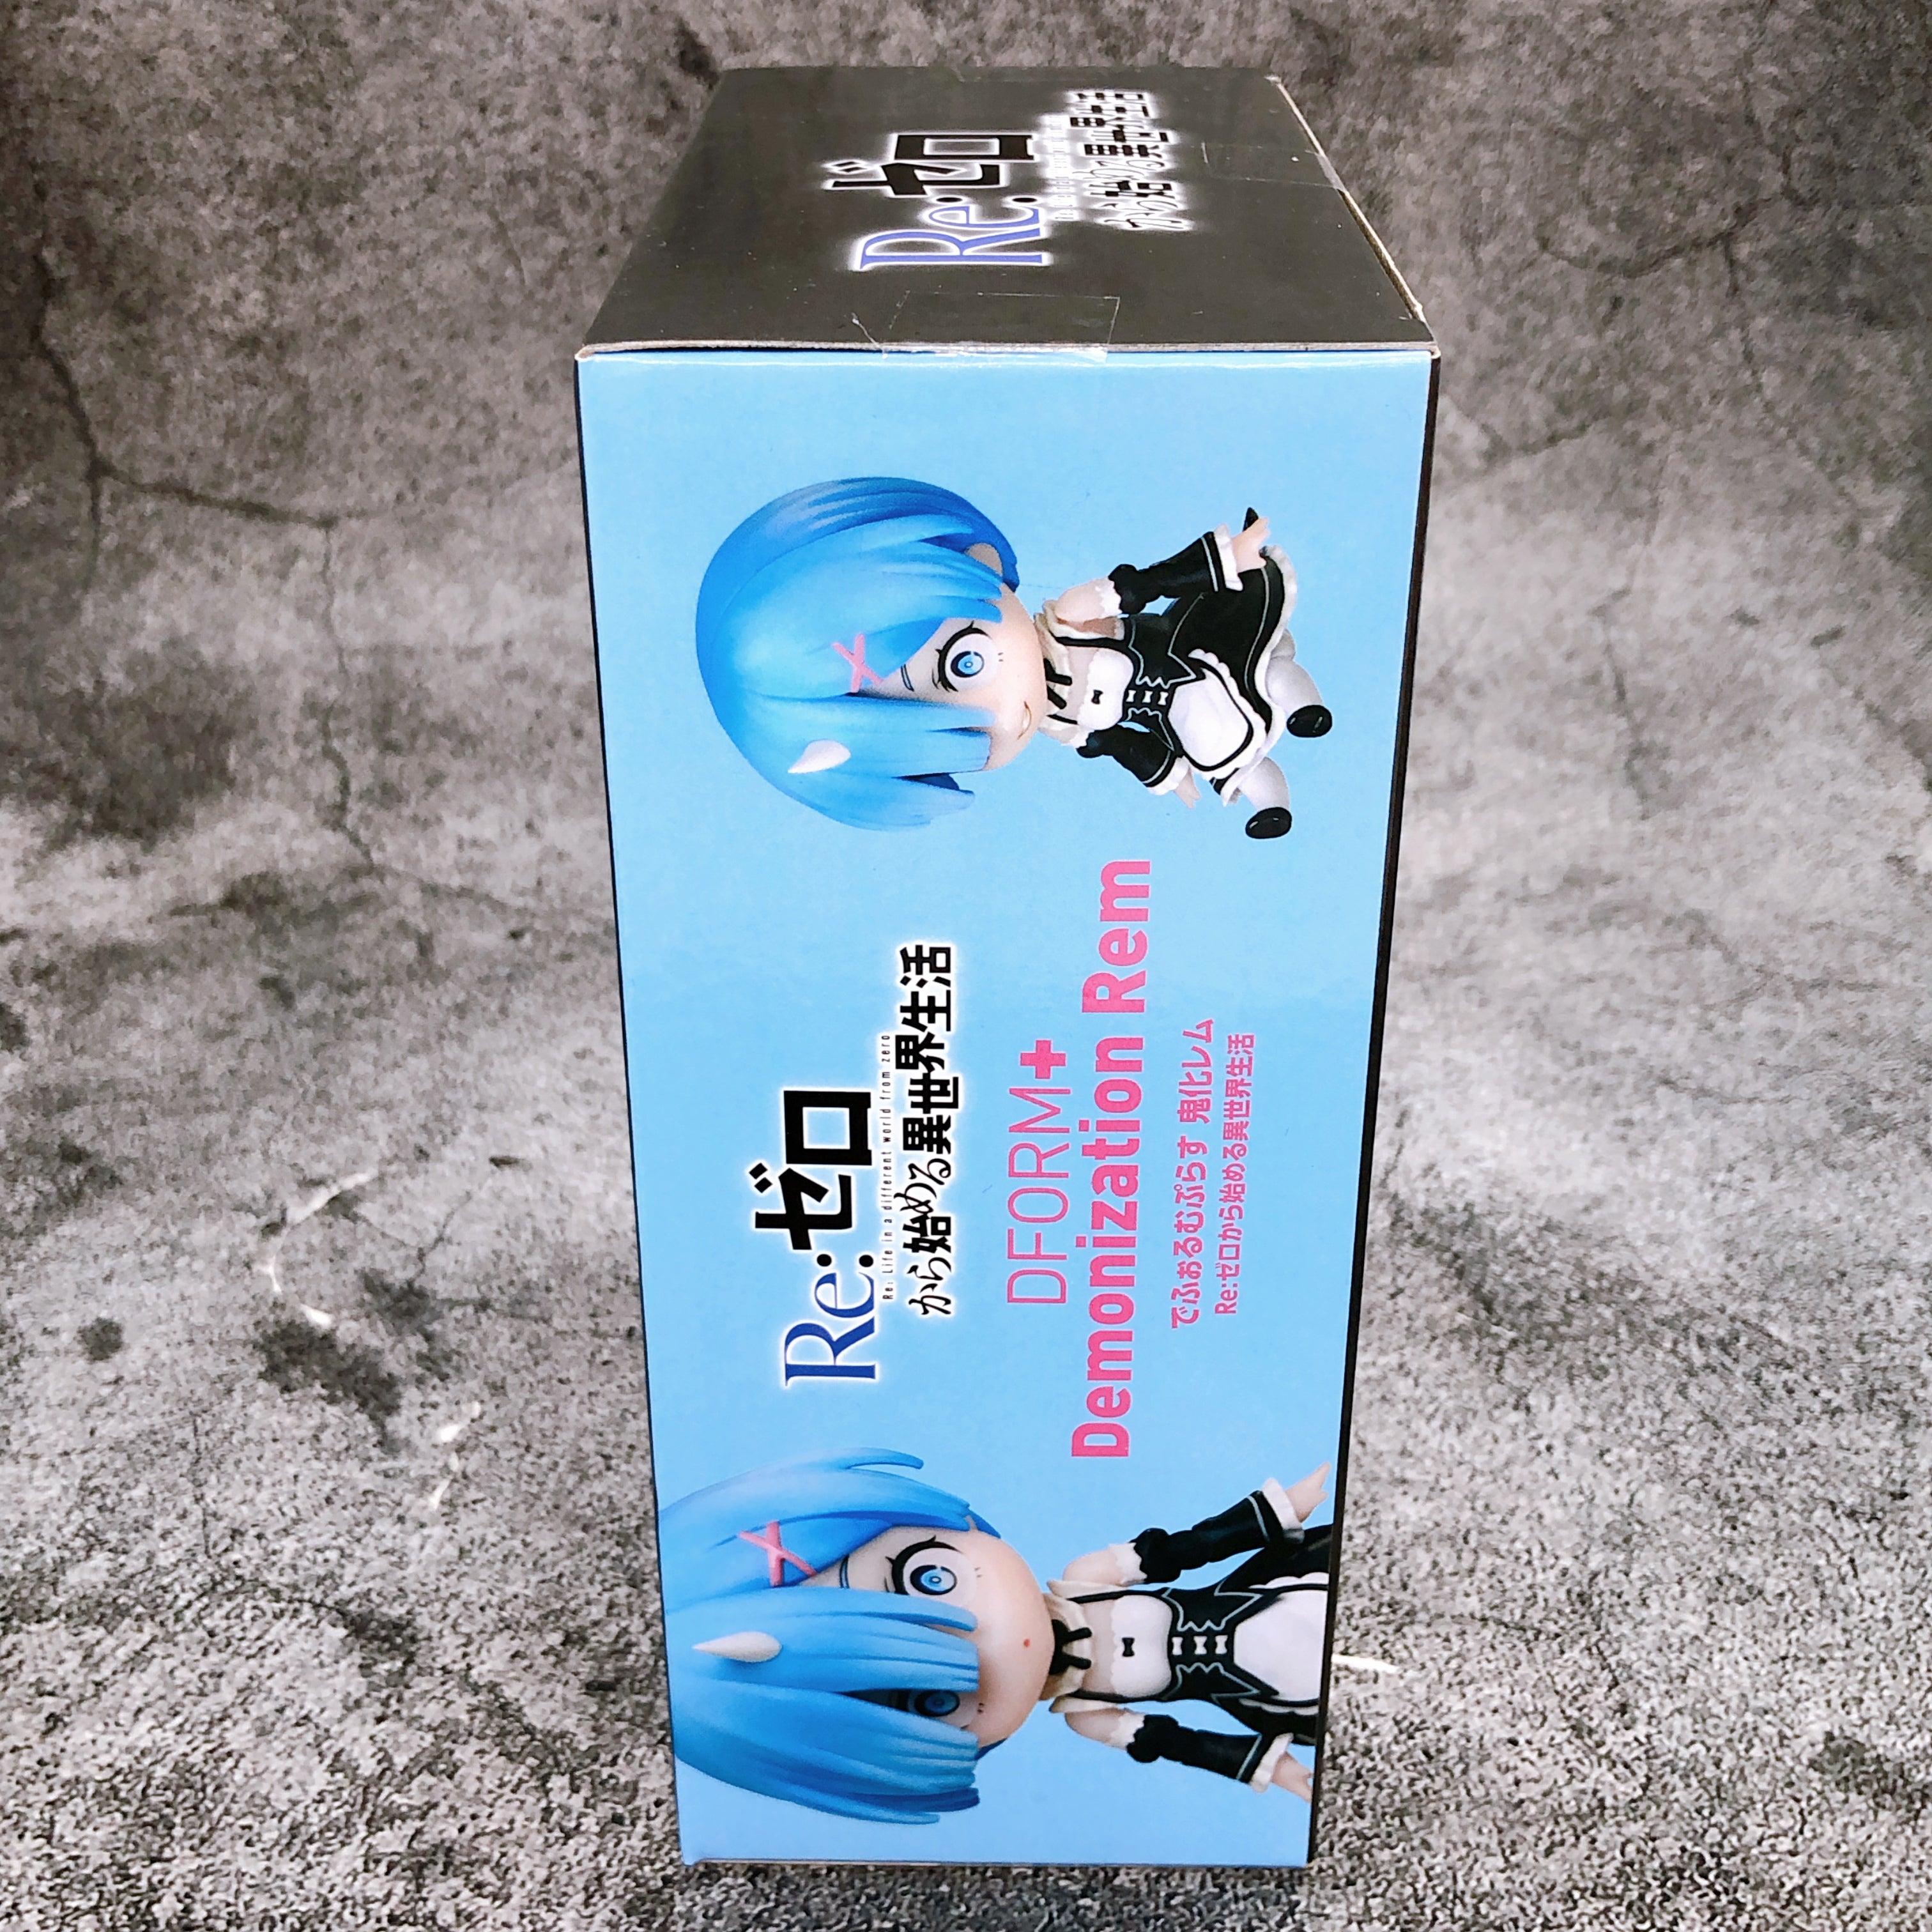 Re:ゼロ
から始める異世界生活
Re:ゼロ
Re: Life in a different world from zero
から始める異世界生活
DFORM+
Demonization Rem
でふぉるむぷらす 鬼化レム
Re:ゼロから始める異世界生活